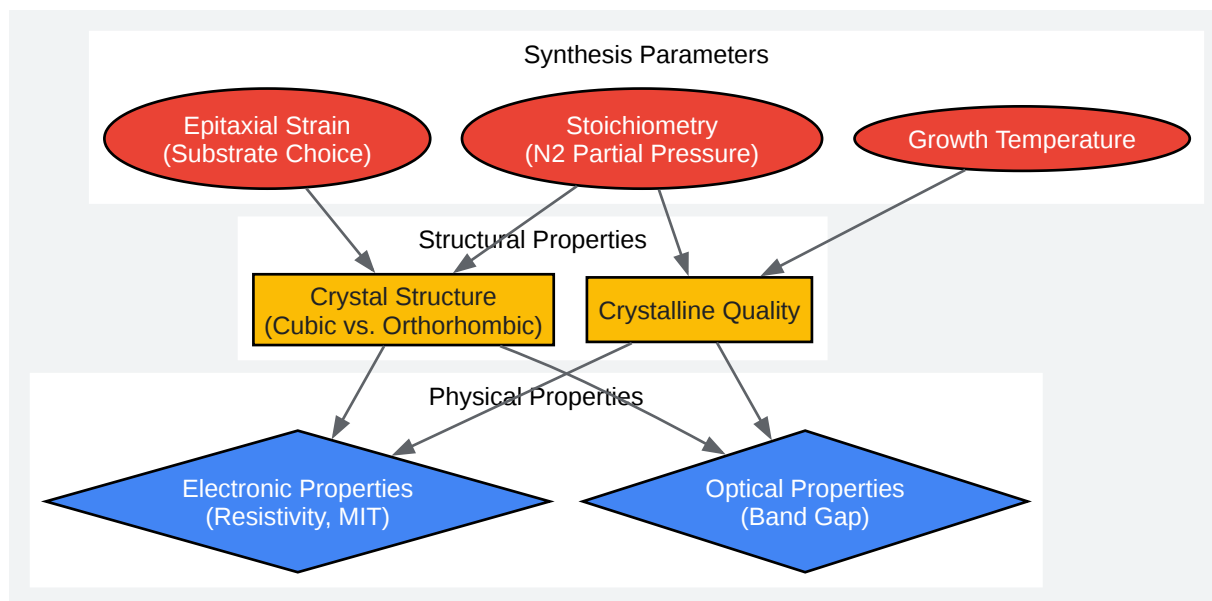 Synthesis Parameters
Epitaxial Strain
(Substrate Choice)
Stoichiometry
(N2 Partial Pressure)
Growth Temperature
Structural Properties
Crystal Structure
(Cubic vs. Orthorhombic)
Crystalline Quality
Physical Properties
Electronic Properties
(Resistivity, MIT)
Optical Properties
(Band Gap)